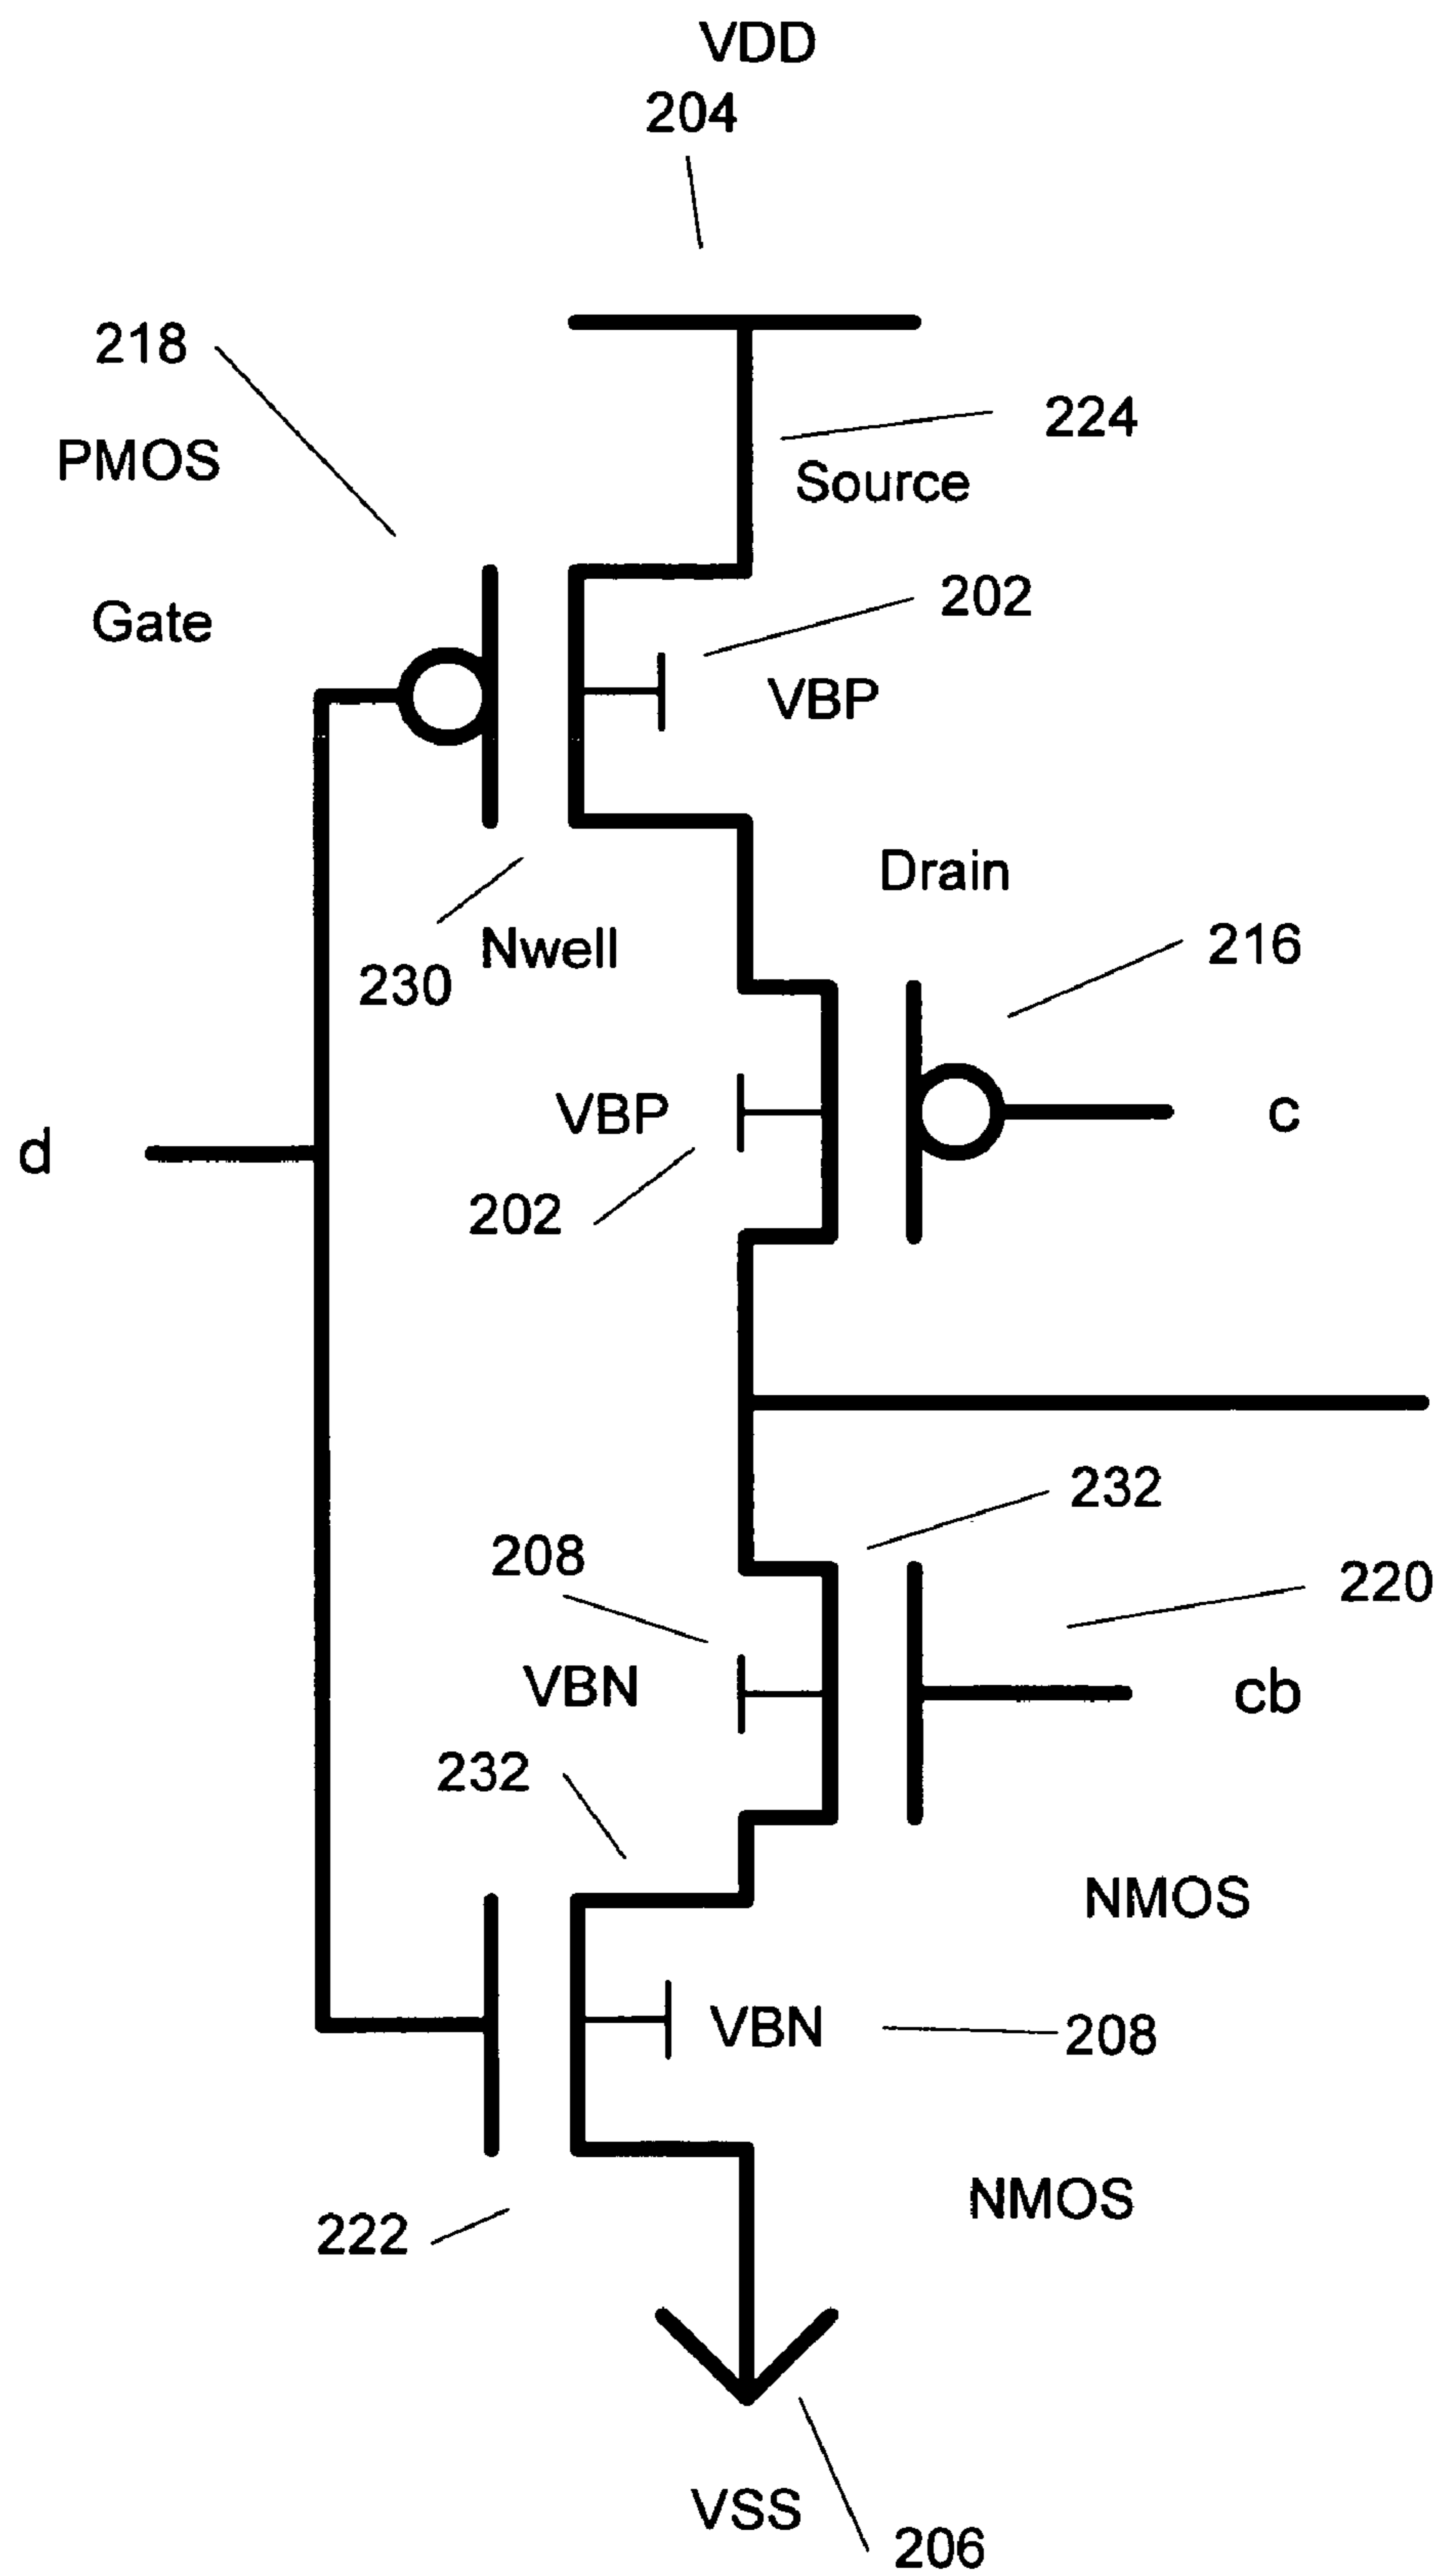 VDD
204
218
224
PMOS
Source
202
Gate
VBP
Drain
216
Nwell
230
VBP
c
d
202
232
208
220
VBN
cb
232
NMOS
VBN
208
NMOS
222
VSS
206